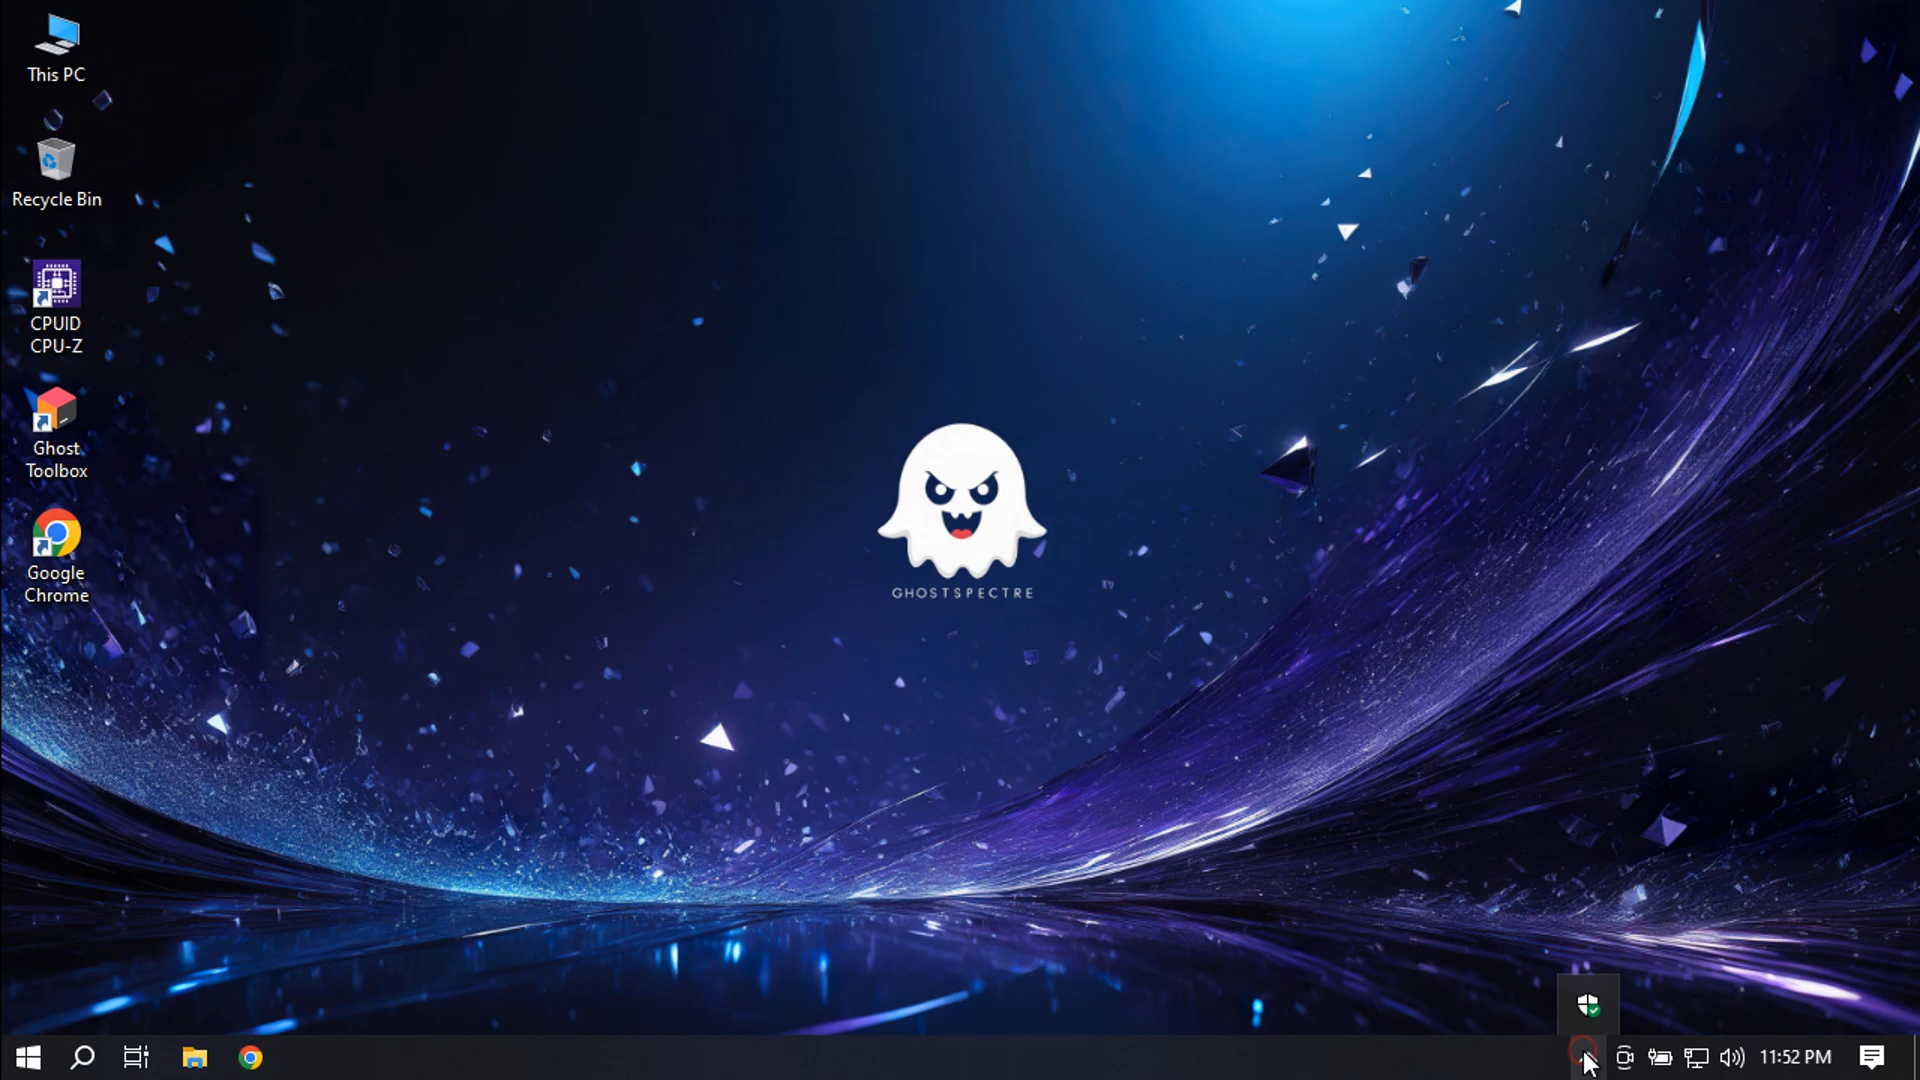 This PC
Recycle Bin
CPUID
CPU-Z
Ghost
Toolbox
Google
Chrome
GHOSTSPECTRE
11:52 PM